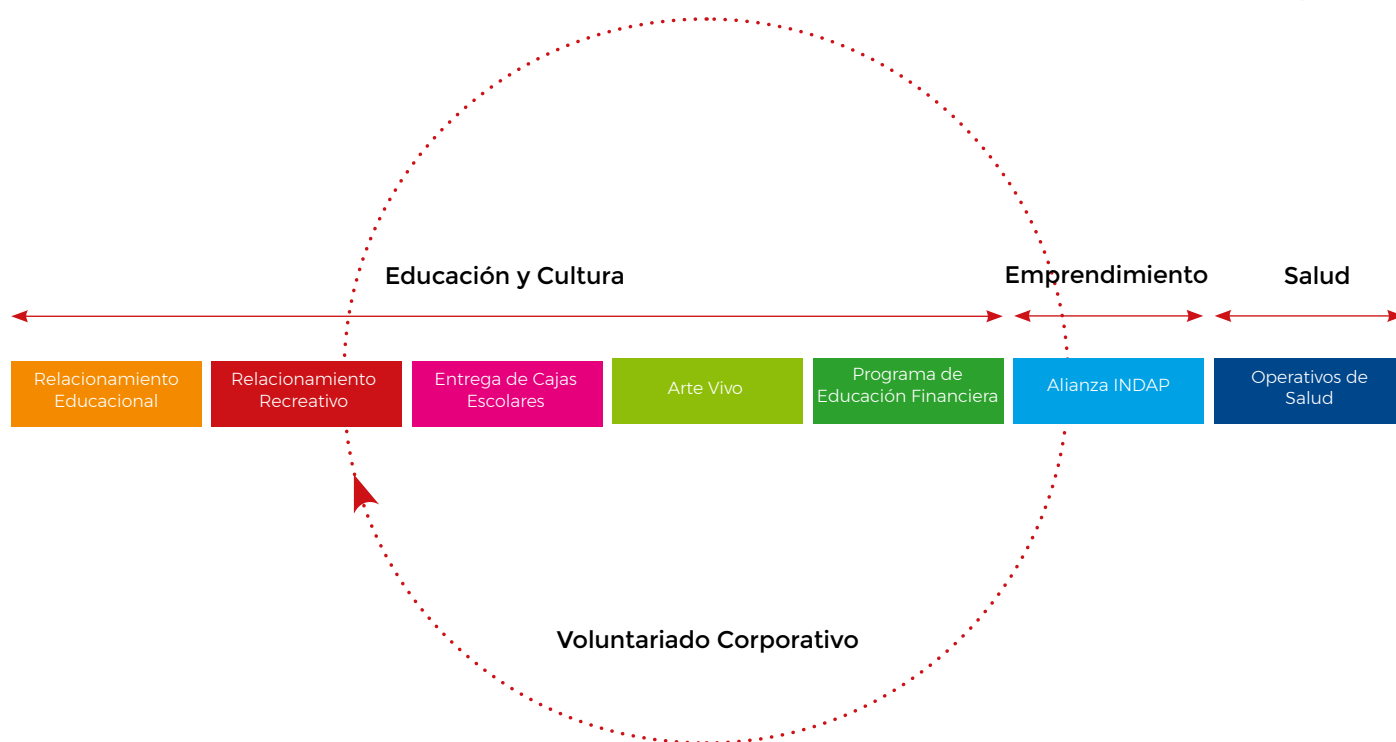 Educación y Cultura
Emprendimiento
Salud
Relacionamiento
Educacional
Relacionamiento
Recreativo
Entrega de Cajas
Escolares
Arte Vivo
Programa de
Educación Financiera
Alianza INDAP
Operativos de
Salud
Voluntariado Corporativo